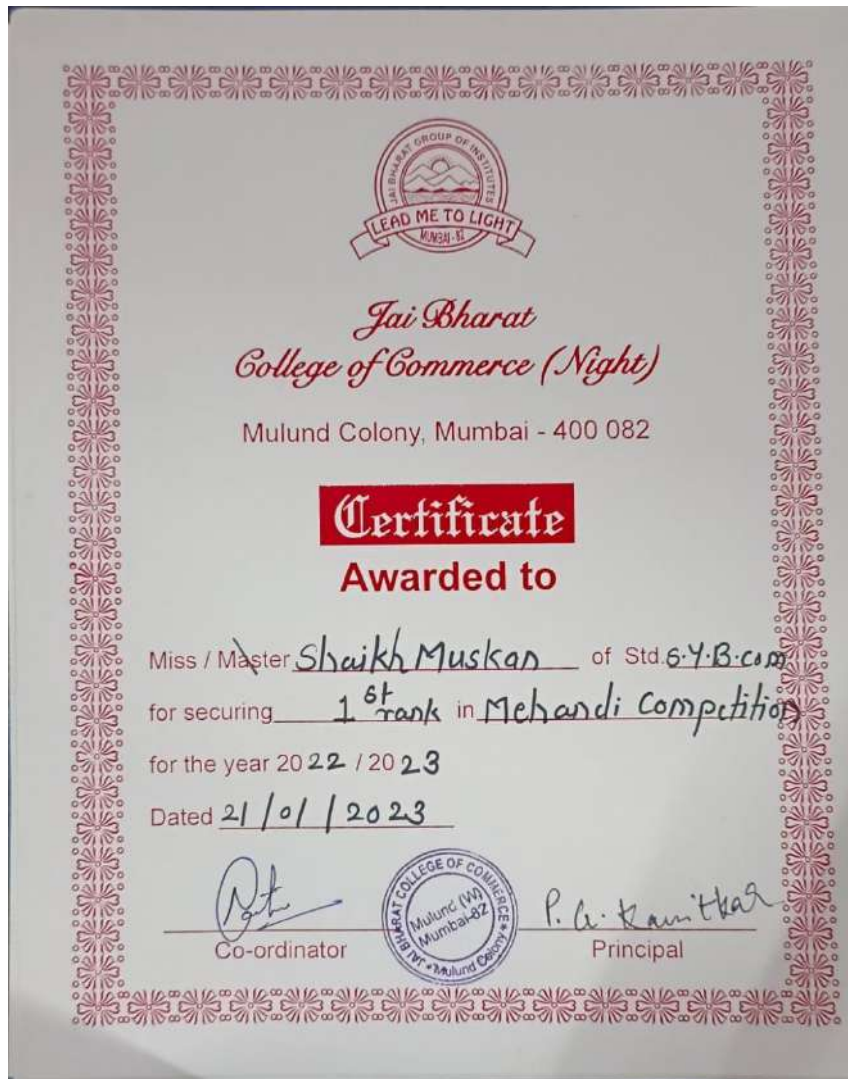 JAI BHARAT GROUP OF INSTITUTES
LEAD ME TO LIGHT
MUMBAI-82
Jai Bharat
College of Commerce (Night)
Mulund Colony, Mumbai - 400 082
Certificate
Awarded to
Miss / Master Shaikh Muskan of Std. S.Y.B.com
for securing 1st rank in Mehandi Competition
for the year 2022 / 2023
Dated 21/01/2023
JAI BHARAT COLLEGE OF COMMERCE
Mulund (W)
Mumbai-82
Mulund Colony
P. G. Kanitkar
Co-ordinator Principal